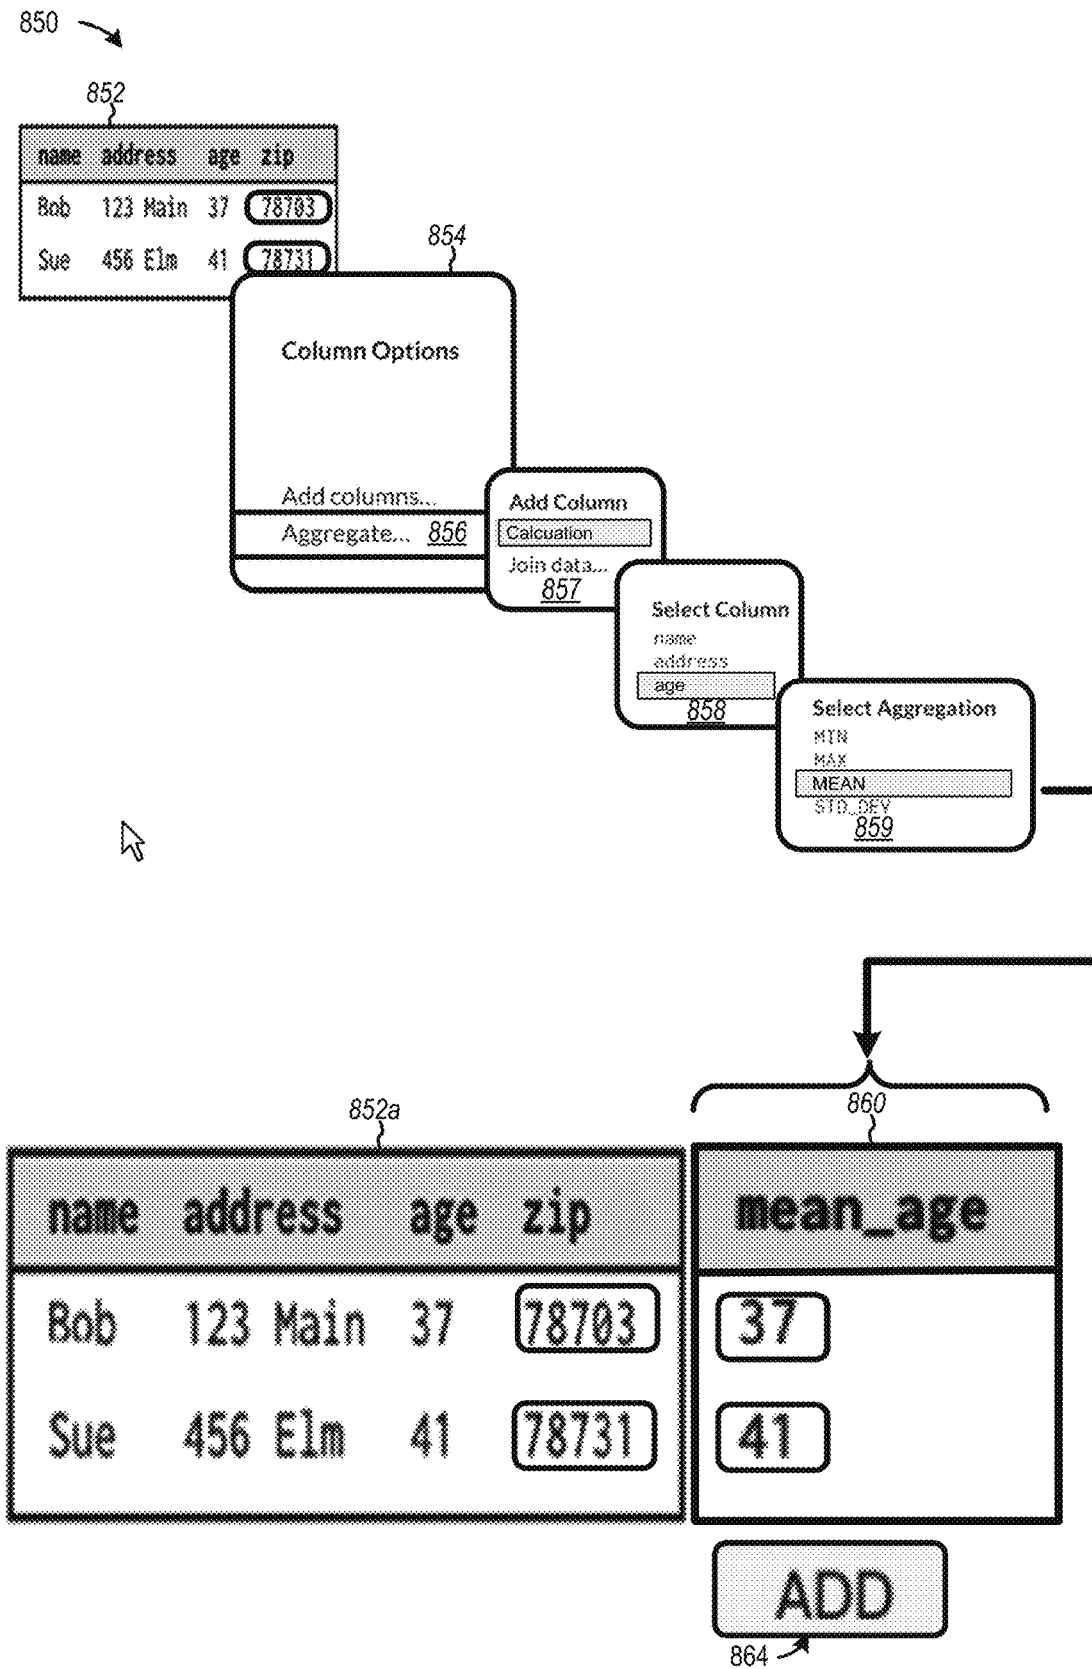 850
852
name address age zip
Bob 123 Main 37 78703
Sue 456 Elm 41 78731
854
Column Options
Add columns...
Aggregate... 856
Add Column
Calcuation
Join data...
857
Select Column
name
address
age
858
Select Aggregation
MIN
MAX
MEAN
STD_DEV
859
852a
860
name address age zip mean_age
Bob 123 Main 37 78703 37
Sue 456 Elm 41 78731 41
ADD
864